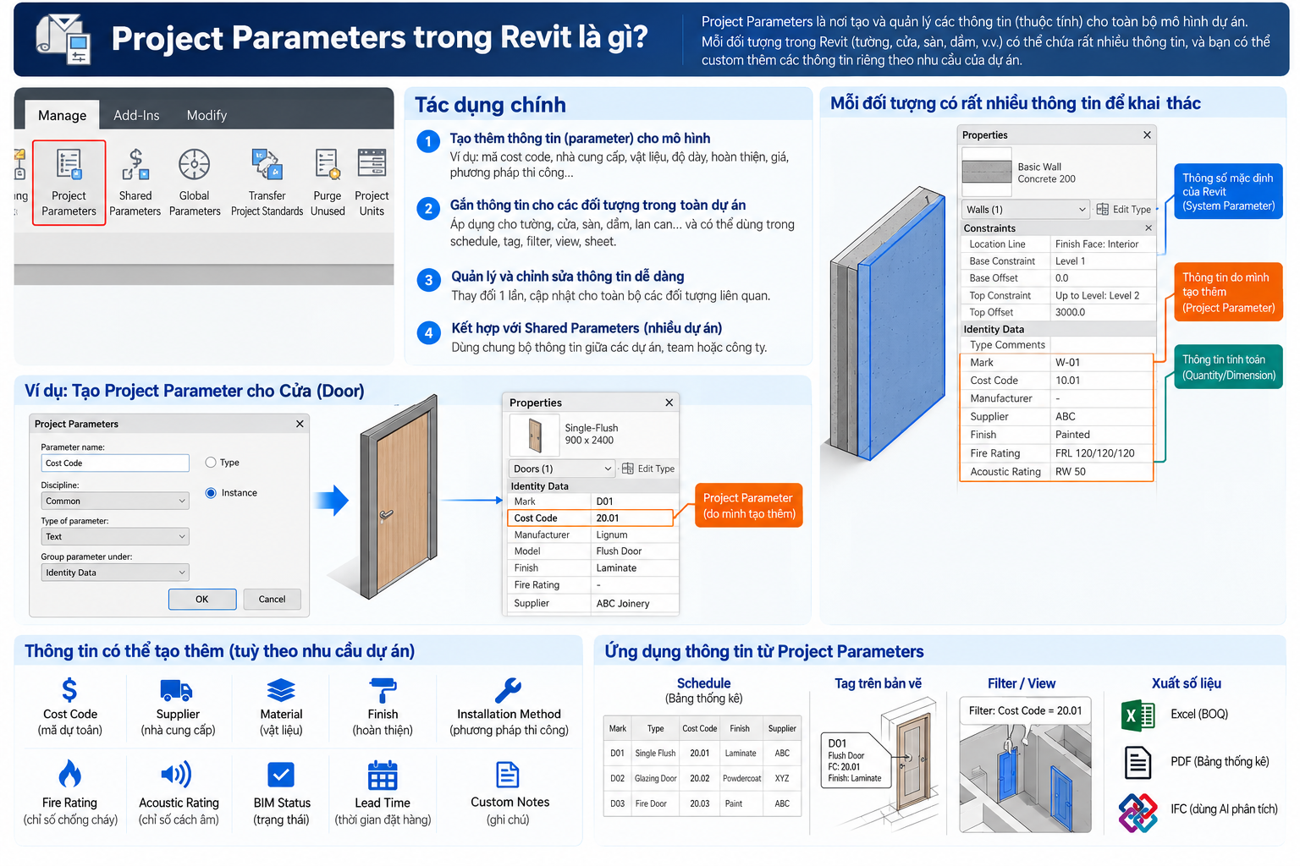 Project Parameters trong Revit là gì?
Project Parameters là nơi tạo và quản lý các thông tin (thuộc tính) cho toàn bộ mô hình dự án.
Mỗi đối tượng trong Revit (tường, cửa, sàn, dầm, v.v.) có thể chứa rất nhiều thông tin, và bạn có thể
custom thêm các thông tin riêng theo nhu cầu của dự án.
Manage
Add-Ins
Modify
ng
Project
Parameters
Shared
Parameters
Global
Parameters
Transfer
Project Standards
Purge
Unused
Project
Units
Tác dụng chính
1 Tạo thêm thông tin (parameter) cho mô hình
Ví dụ: mã cost code, nhà cung cấp, vật liệu, độ dày, hoàn thiện, giá,
phương pháp thi công...
2 Gắn thông tin cho các đối tượng trong toàn dự án
Áp dụng cho tường, cửa, sàn, dầm, lan can... và có thể dùng trong
schedule, tag, filter, view, sheet.
3 Quản lý và chỉnh sửa thông tin dễ dàng
Thay đổi 1 lần, cập nhật cho toàn bộ các đối tượng liên quan.
4 Kết hợp với Shared Parameters (nhiều dự án)
Dùng chung bộ thông tin giữa các dự án, team hoặc công ty.
Mỗi đối tượng có rất nhiều thông tin để khai thác
Properties
Basic Wall
Concrete 200
Walls (1)
Edit Type
Constraints
Location Line Finish Face: Interior
Base Constraint Level 1
Base Offset 0.0
Top Constraint Up to Level: Level 2
Top Offset 3000.0
Identity Data
Type Comments
Mark W-01
Cost Code 10.01
Manufacturer -
Supplier ABC
Finish Painted
Fire Rating FRL 120/120/120
Acoustic Rating RW 50
Thông số mặc định
của Revit
(System Parameter)
Thông tin do mình
tạo thêm
(Project Parameter)
Thông tin tính toán
(Quantity/Dimension)
Ví dụ: Tạo Project Parameter cho Cửa (Door)
Project Parameters
Parameter name:
Cost Code
Type
Discipline:
Instance
Common
Type of parameter:
Text
Group parameter under:
Identity Data
OK
Cancel
Properties
Single-Flush
900 x 2400
Doors (1)
Edit Type
Identity Data
Mark D01
Cost Code 20.01
Manufacturer Lignum
Model Flush Door
Finish Laminate
Fire Rating -
Supplier ABC Joinery
Project Parameter
(do mình tạo thêm)
Thông tin có thể tạo thêm (tuỳ theo nhu cầu dự án)
Cost Code
(mã dự toán)
Supplier
(nhà cung cấp)
Material
(vật liệu)
Finish
(hoàn thiện)
Installation Method
(phương pháp thi công)
Fire Rating
(chỉ số chống cháy)
Acoustic Rating
(chỉ số cách âm)
BIM Status
(trạng thái)
Lead Time
(thời gian đặt hàng)
Custom Notes
(ghi chú)
Ứng dụng thông tin từ Project Parameters
Schedule
(Bảng thống kê)
Mark Type Cost Code Finish Supplier
D01 Single Flush 20.01 Laminate ABC
D02 Glazing Door 20.02 Powdercoat XYZ
D03 Fire Door 20.03 Paint ABC
Tag trên bản vẽ
D01
Flush Door
FC: 20.01
Finish: Laminate
Filter / View
Filter: Cost Code = 20.01
Xuất số liệu
Excel (BOQ)
PDF (Bảng thống kê)
IFC (dùng AI phân tích)